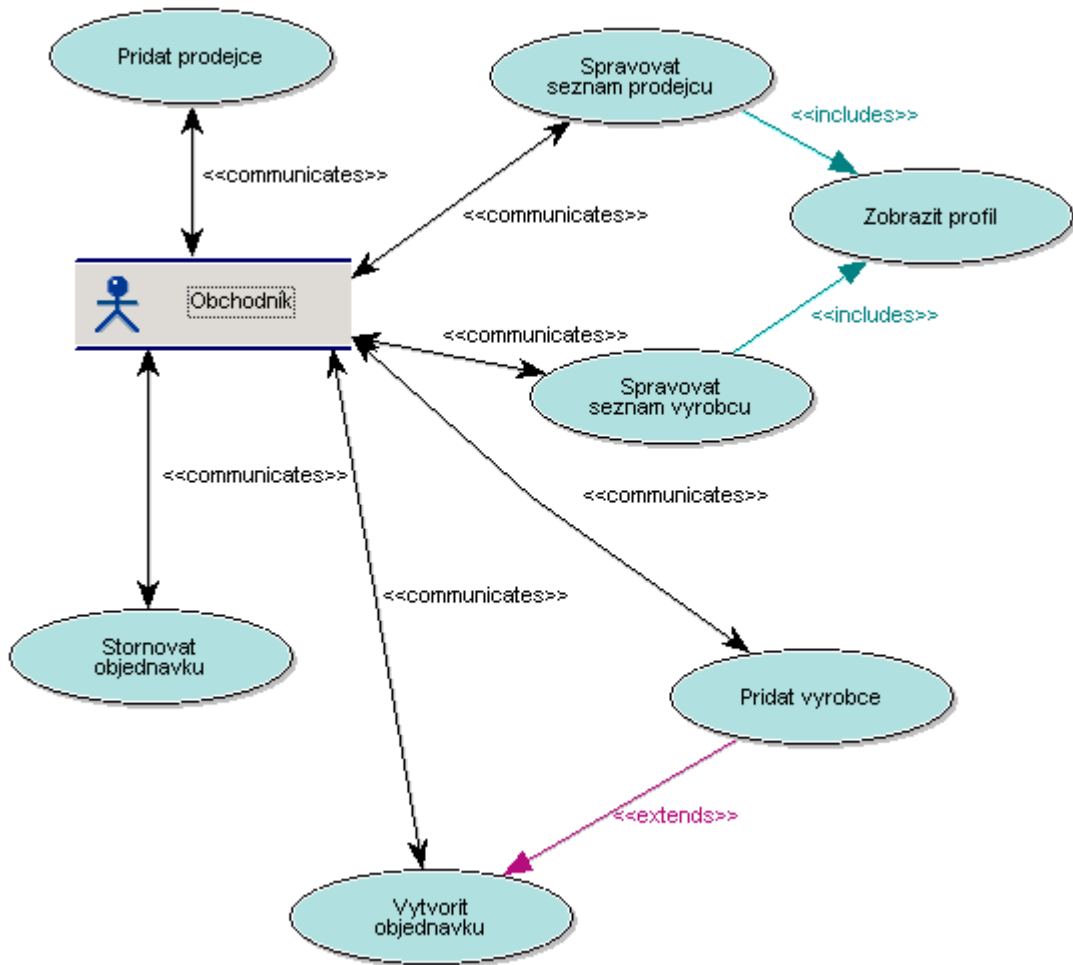 Pridat prodejce
Spravovat
seznam prodejcu
<<includes>>
<<communicates>>
<<communicates>>
Zobrazit profil
Obchodník
<<includes>>
<<communicates>>
Spravovat
seznam vyrobcu
<<communicates>>
<<communicates>>
<<communicates>>
Stornovat
objednavku
Pridat vyrobce
<<extends>>
Vytvorit
objednavku